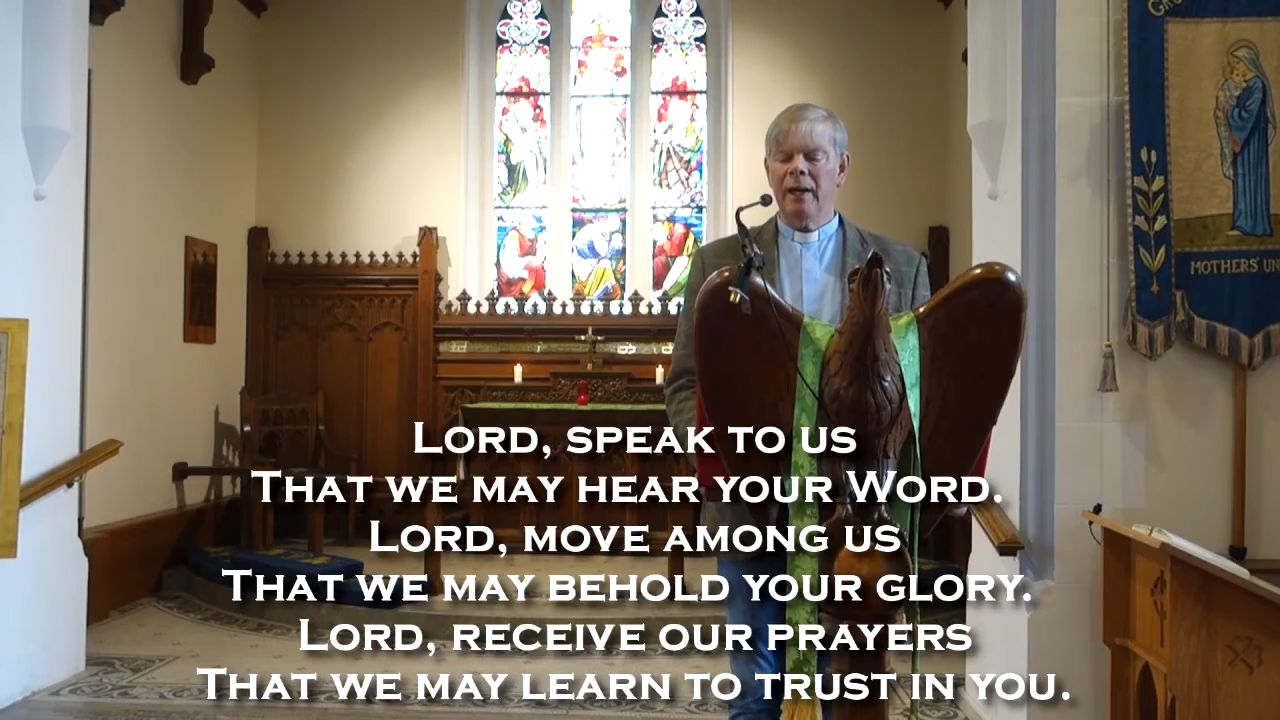 LORD, SPEAK TO US
THAT WE MAY HEAR YOUR WORD.
LORD, MOVE AMONG US
THAT WE MAY BEHOLD YOUR GLORY.
LORD, RECEIVE OUR PRAYERS
THAT WE MAY LEARN TO TRUST IN YOU.
MOTHERS' UN